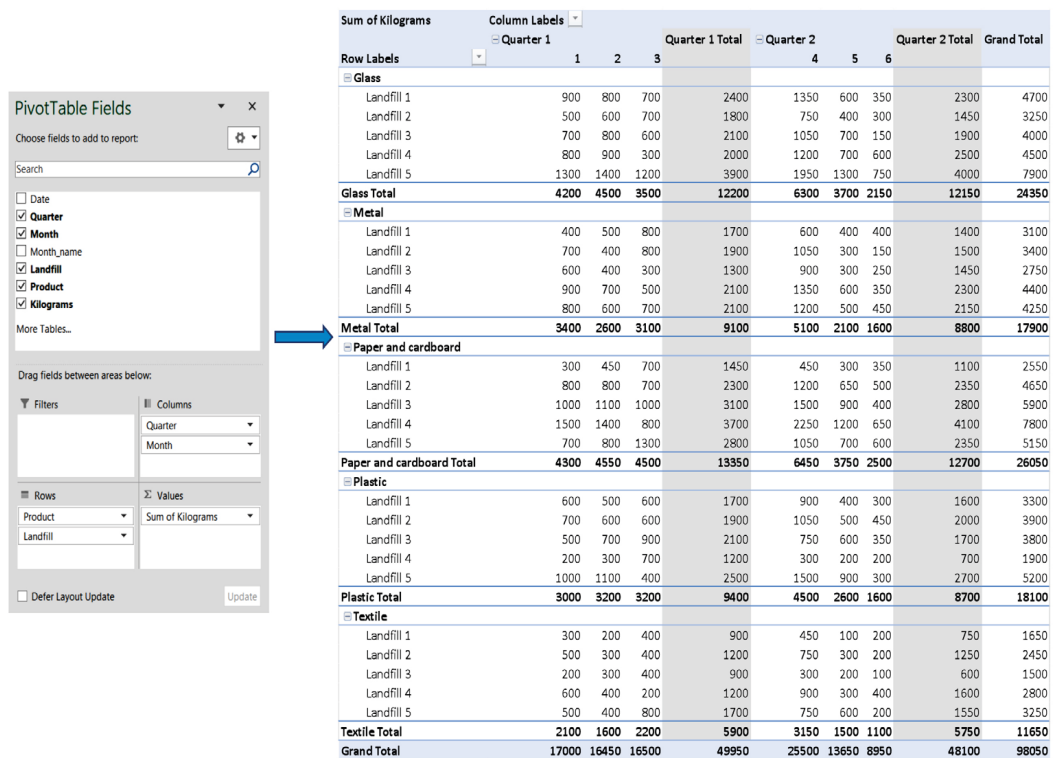 PivotTable Fields
Choose fields to add to report:
Search
Date
Quarter
Month
Month_name
Landfill
Product
Kilograms
More Tables...
Drag fields between areas below:
Filters
Columns
Quarter
Month
Rows
Σ Values
Product
Sum of Kilograms
Landfill
Defer Layout Update
Update
Sum of Kilograms Column Labels
Quarter 1 Quarter 1 Total Quarter 2 Quarter 2 Total Grand Total
Row Labels 1 2 3 4 5 6
Glass
Landfill 1 900 800 700 2400 1350 600 350 2300 4700
Landfill 2 500 600 700 1800 750 400 300 1450 3250
Landfill 3 700 800 600 2100 1050 700 150 1900 4000
Landfill 4 800 900 300 2000 1200 700 600 2500 4500
Landfill 5 1300 1400 1200 3900 1950 1300 750 4000 7900
Glass Total 4200 4500 3500 12200 6300 3700 2150 12150 24350
Metal
Landfill 1 400 500 800 1700 600 400 400 1400 3100
Landfill 2 700 400 800 1900 1050 300 150 1500 3400
Landfill 3 600 400 300 1300 900 300 250 1450 2750
Landfill 4 900 700 500 2100 1350 600 350 2300 4400
Landfill 5 800 600 700 2100 1200 500 450 2150 4250
Metal Total 3400 2600 3100 9100 5100 2100 1600 8800 17900
Paper and cardboard
Landfill 1 300 450 700 1450 450 300 350 1100 2550
Landfill 2 800 800 700 2300 1200 650 500 2350 4650
Landfill 3 1000 1100 1000 3100 1500 900 400 2800 5900
Landfill 4 1500 1400 800 3700 2250 1200 650 4100 7800
Landfill 5 700 800 1300 2800 1050 700 600 2350 5150
Paper and cardboard Total 4300 4550 4500 13350 6450 3750 2500 12700 26050
Plastic
Landfill 1 600 500 600 1700 900 400 300 1600 3300
Landfill 2 700 600 600 1900 1050 500 450 2000 3900
Landfill 3 500 700 900 2100 750 600 350 1700 3800
Landfill 4 200 300 700 1200 300 200 200 700 1900
Landfill 5 1000 1100 400 2500 1500 900 300 2700 5200
Plastic Total 3000 3200 3200 9400 4500 2600 1600 8700 18100
Textile
Landfill 1 300 200 400 900 450 100 200 750 1650
Landfill 2 500 300 400 1200 750 300 200 1250 2450
Landfill 3 200 300 400 900 300 200 100 600 1500
Landfill 4 600 400 200 1200 900 300 400 1600 2800
Landfill 5 500 400 800 1700 750 600 200 1550 3250
Textile Total 2100 1600 2200 5900 3150 1500 1100 5750 11650
Grand Total 17000 16450 16500 49950 25500 13650 8950 48100 98050